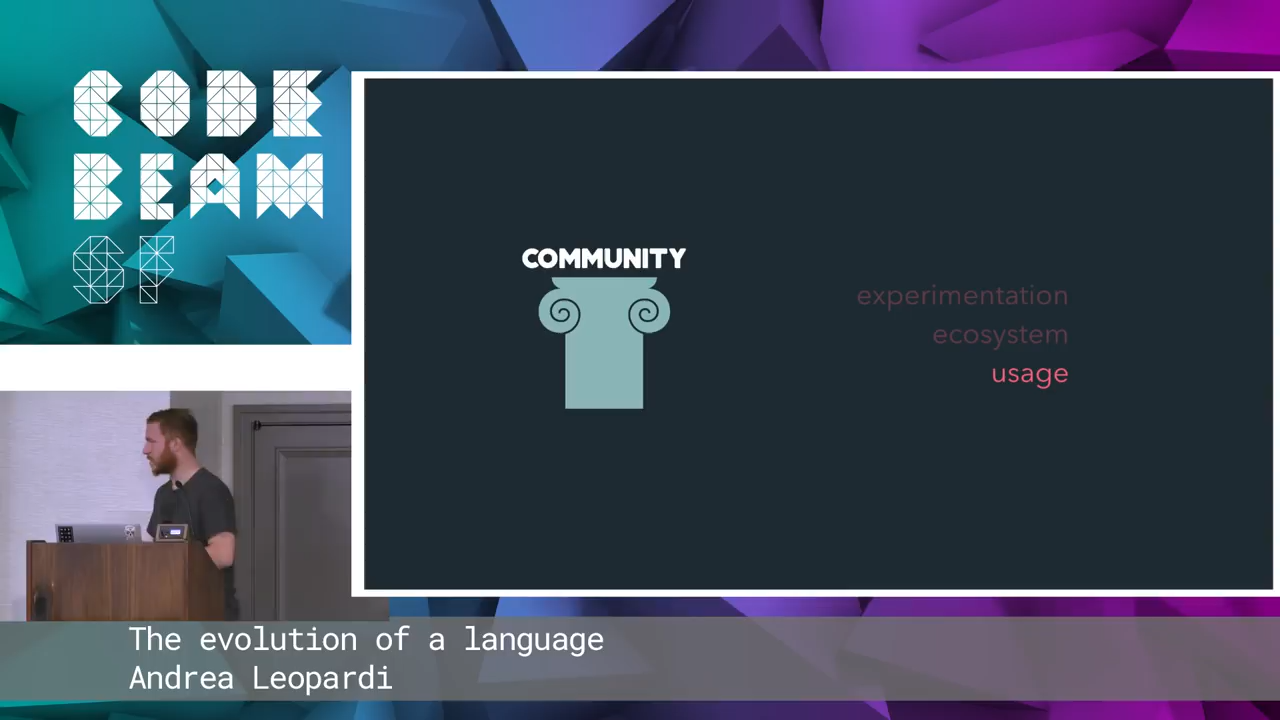 CODE
BEAM
SF
COMMUNITY
experimentation
ecosystem
usage
The evolution of a language
Andrea Leopardi